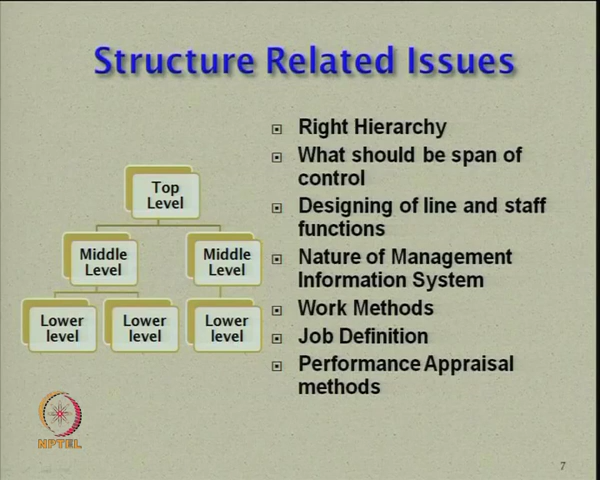 Structure Related Issues
Top
Level
Middle
Level
Middle
Level
Lower
level
Lower
level
Lower
level
Right Hierarchy
What should be span of
control
Designing of line and staff
functions
Nature of Management
Information System
Work Methods
Job Definition
Performance Appraisal
methods
NPTEL
7